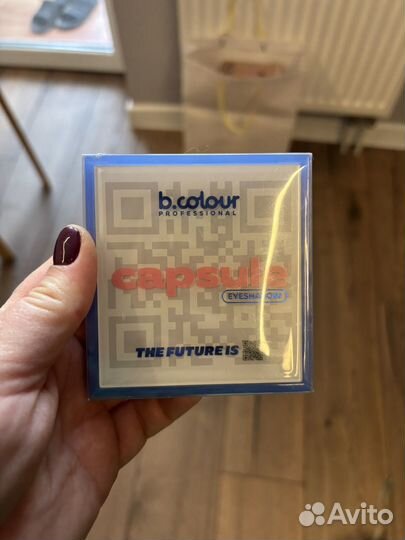 b.colour
PROFESSIONAL
capsule
EYESHADOW
THE FUTURE IS
Avito